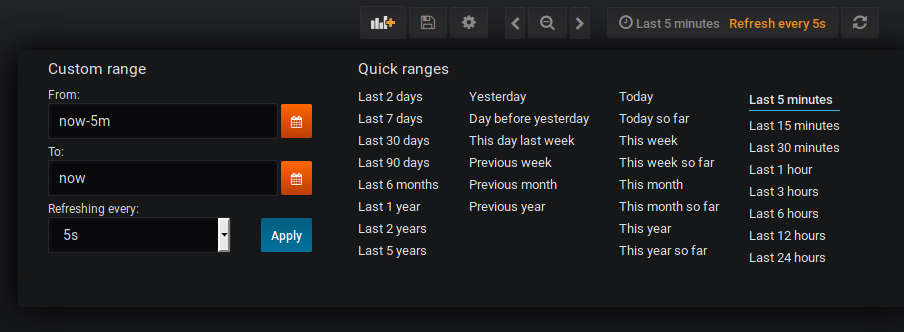 Last 5 minutes Refresh every 5s
Custom range
From:
now-5m
To:
now
Refreshing every:
5s
Apply
Quick ranges
Last 2 days
Last 7 days
Last 30 days
Last 90 days
Last 6 months
Last 1 year
Last 2 years
Last 5 years
Yesterday
Day before yesterday
This day last week
Previous week
Previous month
Previous year
Today
Today so far
This week
This week so far
This month
This month so far
This year
This year so far
Last 5 minutes
Last 15 minutes
Last 30 minutes
Last 1 hour
Last 3 hours
Last 6 hours
Last 12 hours
Last 24 hours